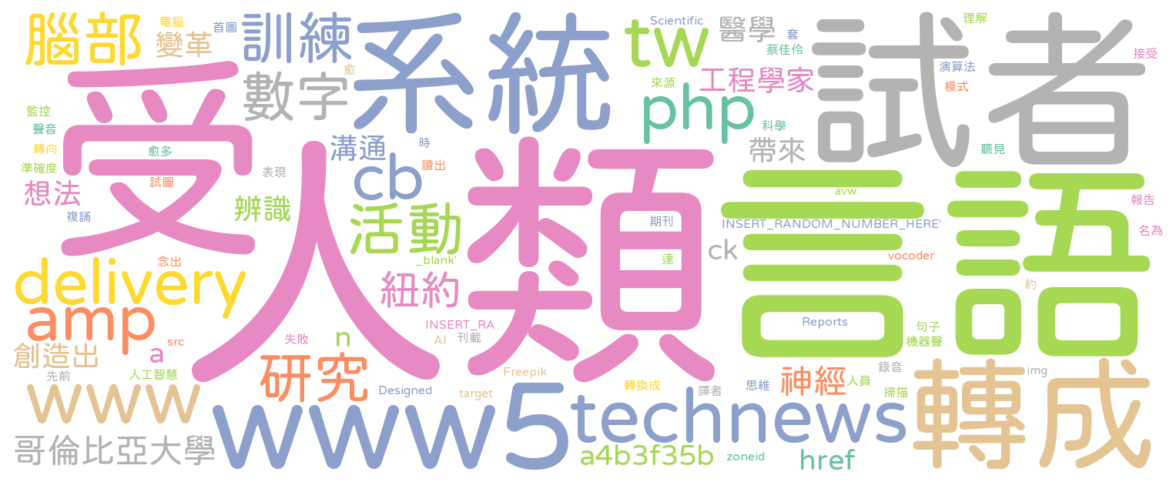 腦部
變革
電腦
首圖
訓練
系統
tw
Scientific
醫學
套
蔡佳伶
試者
理解
接受
愈
數字
來源
工程學家
演算法
模式
php
受
監控
聲音
轉向
愈多
準確度
試圖
想法
複誦
表現
辨識
溝通
時
cb
讀出
活動
人類
科學
帶來
聽見
avw
言語
報告
名為
期刊
INSERT_RANDOM_NUMBER_HERE'
達
ck
vocoder
約
_blank'
念出
delivery
紐約
amp
INSERT_RA
AI
刊載
Reports
句子
機器聲
src
n
失敗
創造出
a
先前
人工智慧
研究
Freepik
錄音
img
Designed
target
轉換成
譯者
思維
神經
人員
掃描
轉成
www
www5
technews
哥倫比亞大學
a4b3f35b
zoneid
href